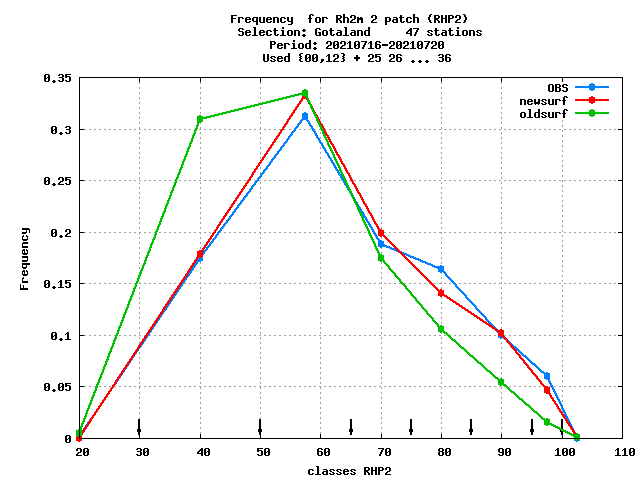 Frequency  for Rh2m 2 patch (RHP2)
Selection: Gotaland     47 stations
Period: 20210716-20210720
Used {00,12} + 25 26 ... 36
OBS
newsurf
oldsurf
0.35
0.3
0.25
0.2
0.15
0.1
0.05
0
Frequency
20 30 40 50 60 70 80 90 100 110
classes RHP2